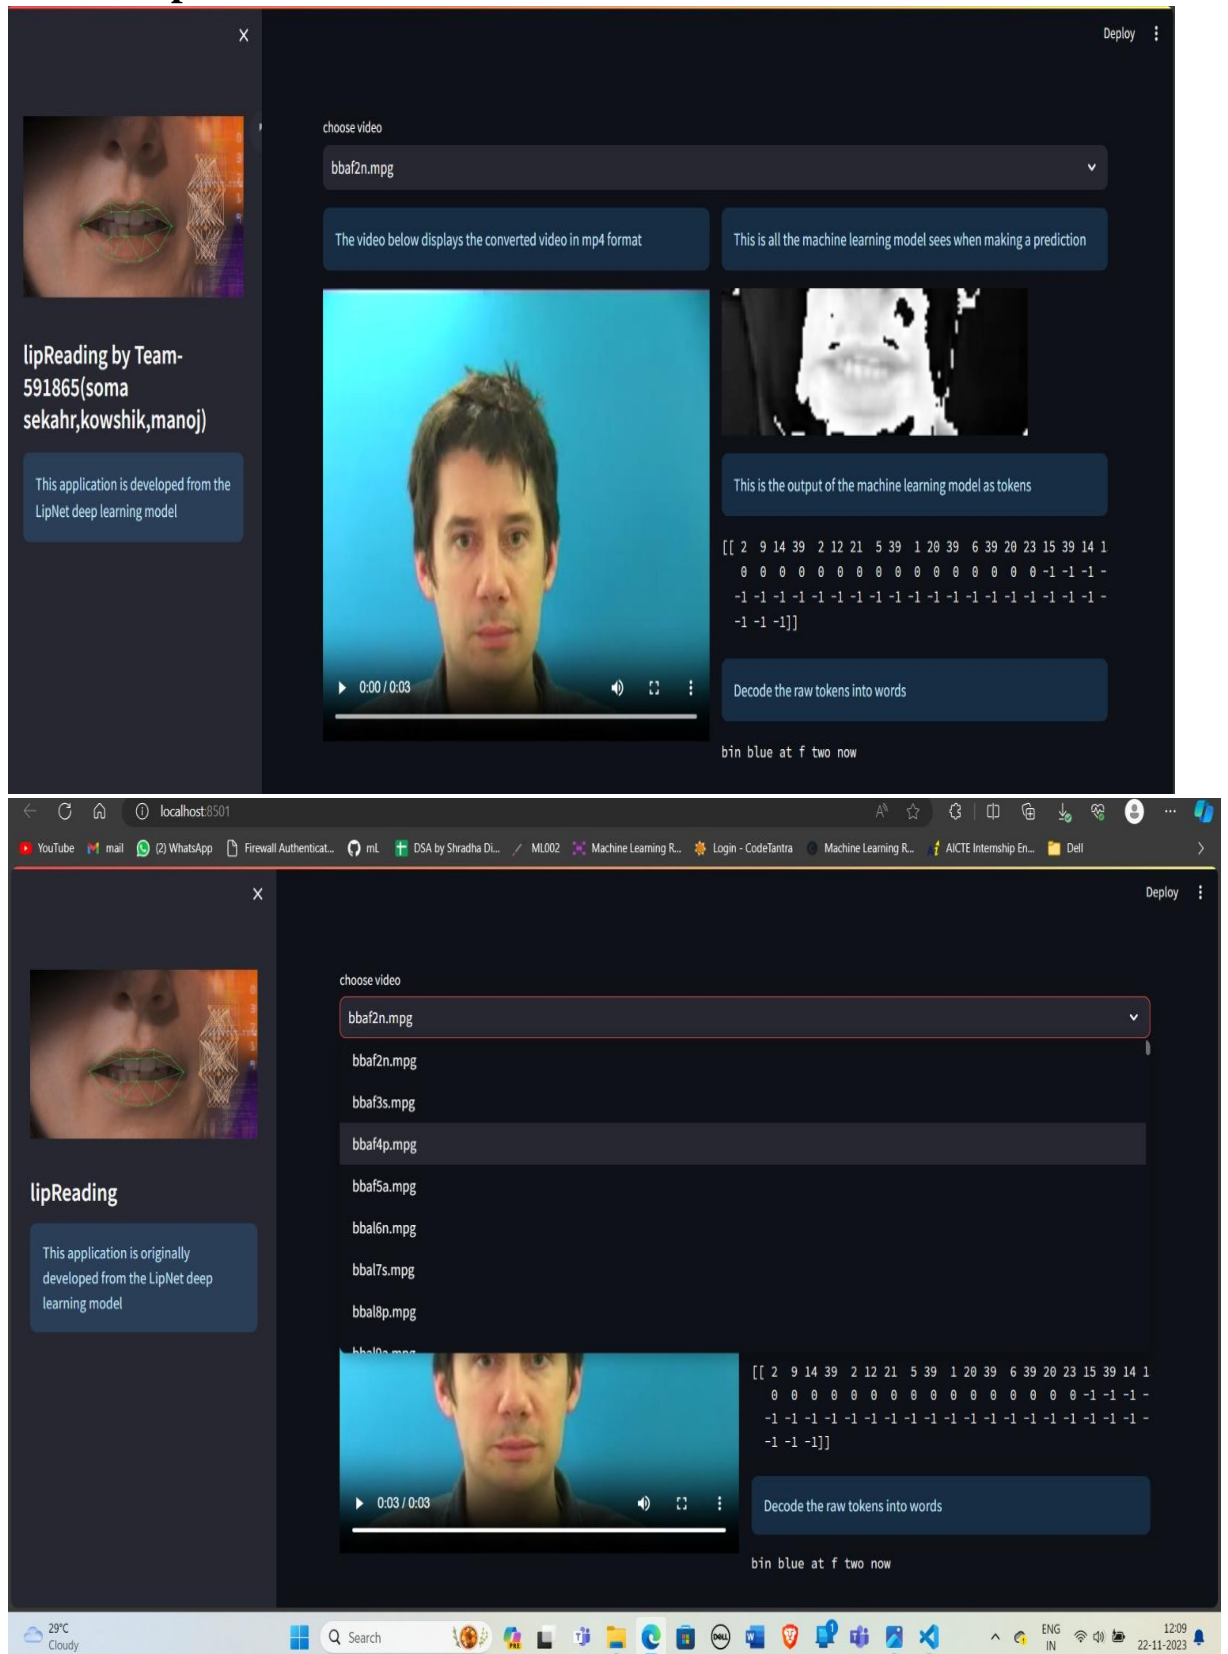 Deploy
choose video
bbaf2n.mpg
The video below displays the converted video in mp4 format
This is all the machine learning model sees when making a prediction
lipReading by Team-
591865(soma
sekahr,kowshik,manoj)
This application is developed from the
LipNet deep learning model
This is the output of the machine learning model as tokens
[[ 2 9 14 39 2 12 21 5 39 1 20 39 6 39 20 23 15 39 14 1
0 0 0 0 0 0 0 0 0 0 0 0 0 0 0 0 -1 -1 -1 -
-1 -1 -1 -1 -1 -1 -1 -1 -1 -1 -1 -1 -1 -1 -1 -1 -1 -1 -1 -
-1 -1 -1]]
0:00 / 0:03
Decode the raw tokens into words
bin blue at f two now
localhost:8501
YouTube mail (2) WhatsApp Firewall Authenticat... mL DSA by Shradha Di... ML002 Machine Learning R... Login - CodeTantra Machine Learning R... AICTE Internship En... Dell
Deploy
choose video
bbaf2n.mpg
bbaf2n.mpg
bbaf3s.mpg
bbaf4p.mpg
bbaf5a.mpg
bbal6n.mpg
bbal7s.mpg
bbal8p.mpg
lipReading
This application is originally
developed from the LipNet deep
learning model
[[ 2 9 14 39 2 12 21 5 39 1 20 39 6 39 20 23 15 39 14 1
0 0 0 0 0 0 0 0 0 0 0 0 0 0 0 0 -1 -1 -1 -
-1 -1 -1 -1 -1 -1 -1 -1 -1 -1 -1 -1 -1 -1 -1 -1 -1 -1 -1 -
-1 -1 -1]]
0:03 / 0:03
Decode the raw tokens into words
bin blue at f two now
29°C
Cloudy
Search
ENG
IN
12:09
22-11-2023